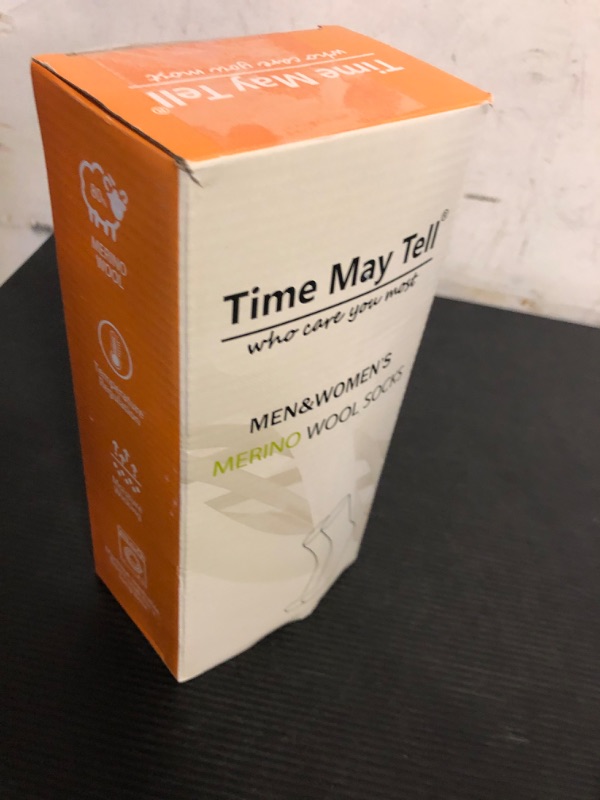 Time May Tell®
who care you most
Time May Tell®
who care you most
MEN&WOMEN'S
MERINO WOOL SOCKS
MERINO
WOOL
Temperature